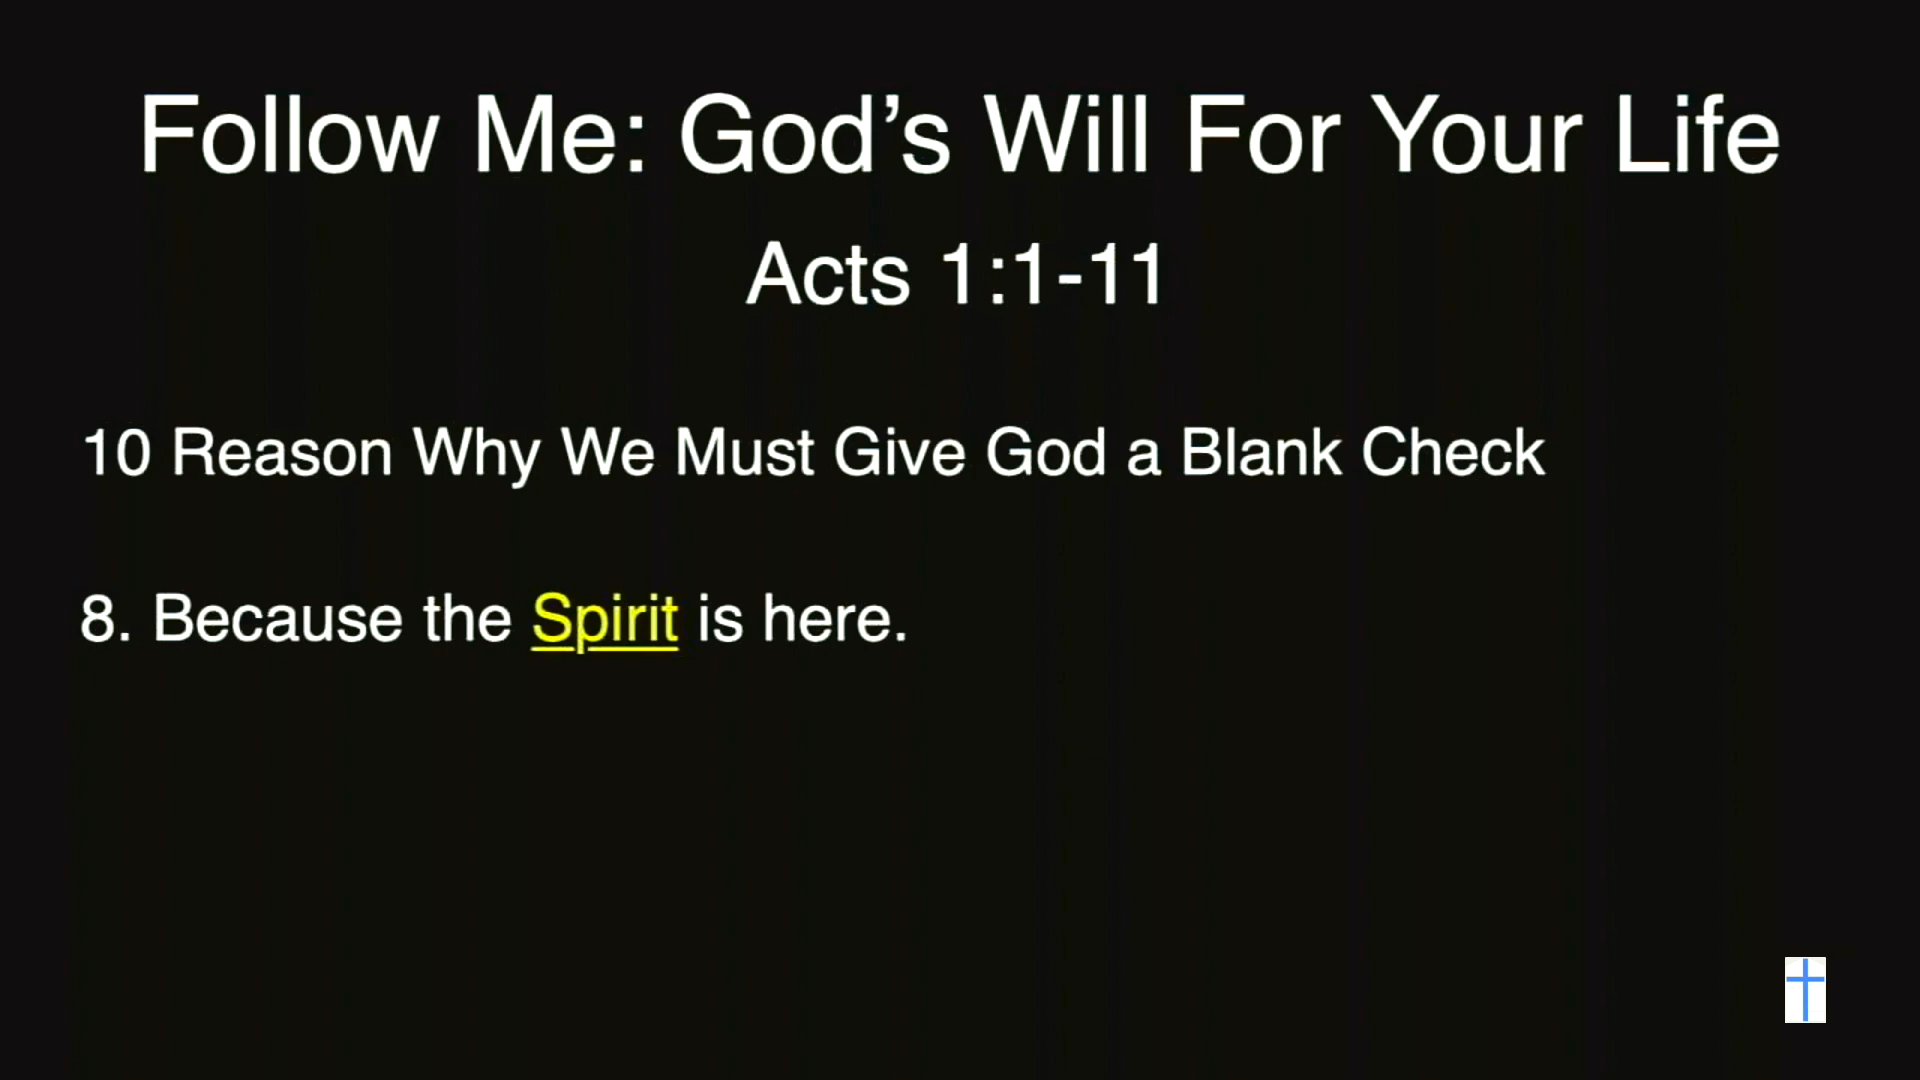 Follow Me: God’s Will For Your Life
Acts 1:1-11
10 Reason Why We Must Give God a Blank Check
8. Because the Spirit is here.